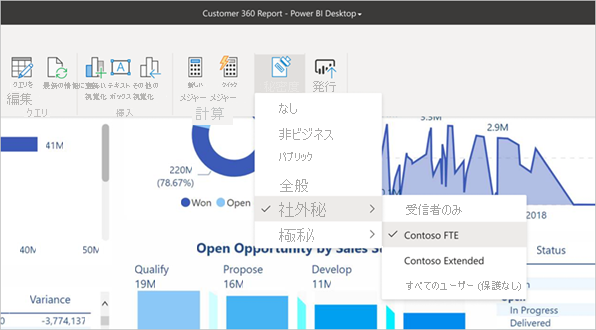 Customer 360 Report - Power BI Desktop
クエリを
編集
最新の情報に更新
新しい
視覚化
テキスト
ボックス
その他の
視覚化
新しい
メジャー
クイック
メジャー
発行
クエリ
挿入
計算
なし
非ビジネス
パブリック
全般
社外秘
極秘
受信者のみ
Contoso FTE
Contoso Extended
すべてのユーザー (保護なし)
41M
220M
(78.67%)
Won
Open
3.3M
2.9M
2018
40M
50M
Open Opportunity by Sales S
Status
Qualify
19M
Propose
16M
Develop
11M
Open
In Progress
Delivered
Variance
-3,774,137